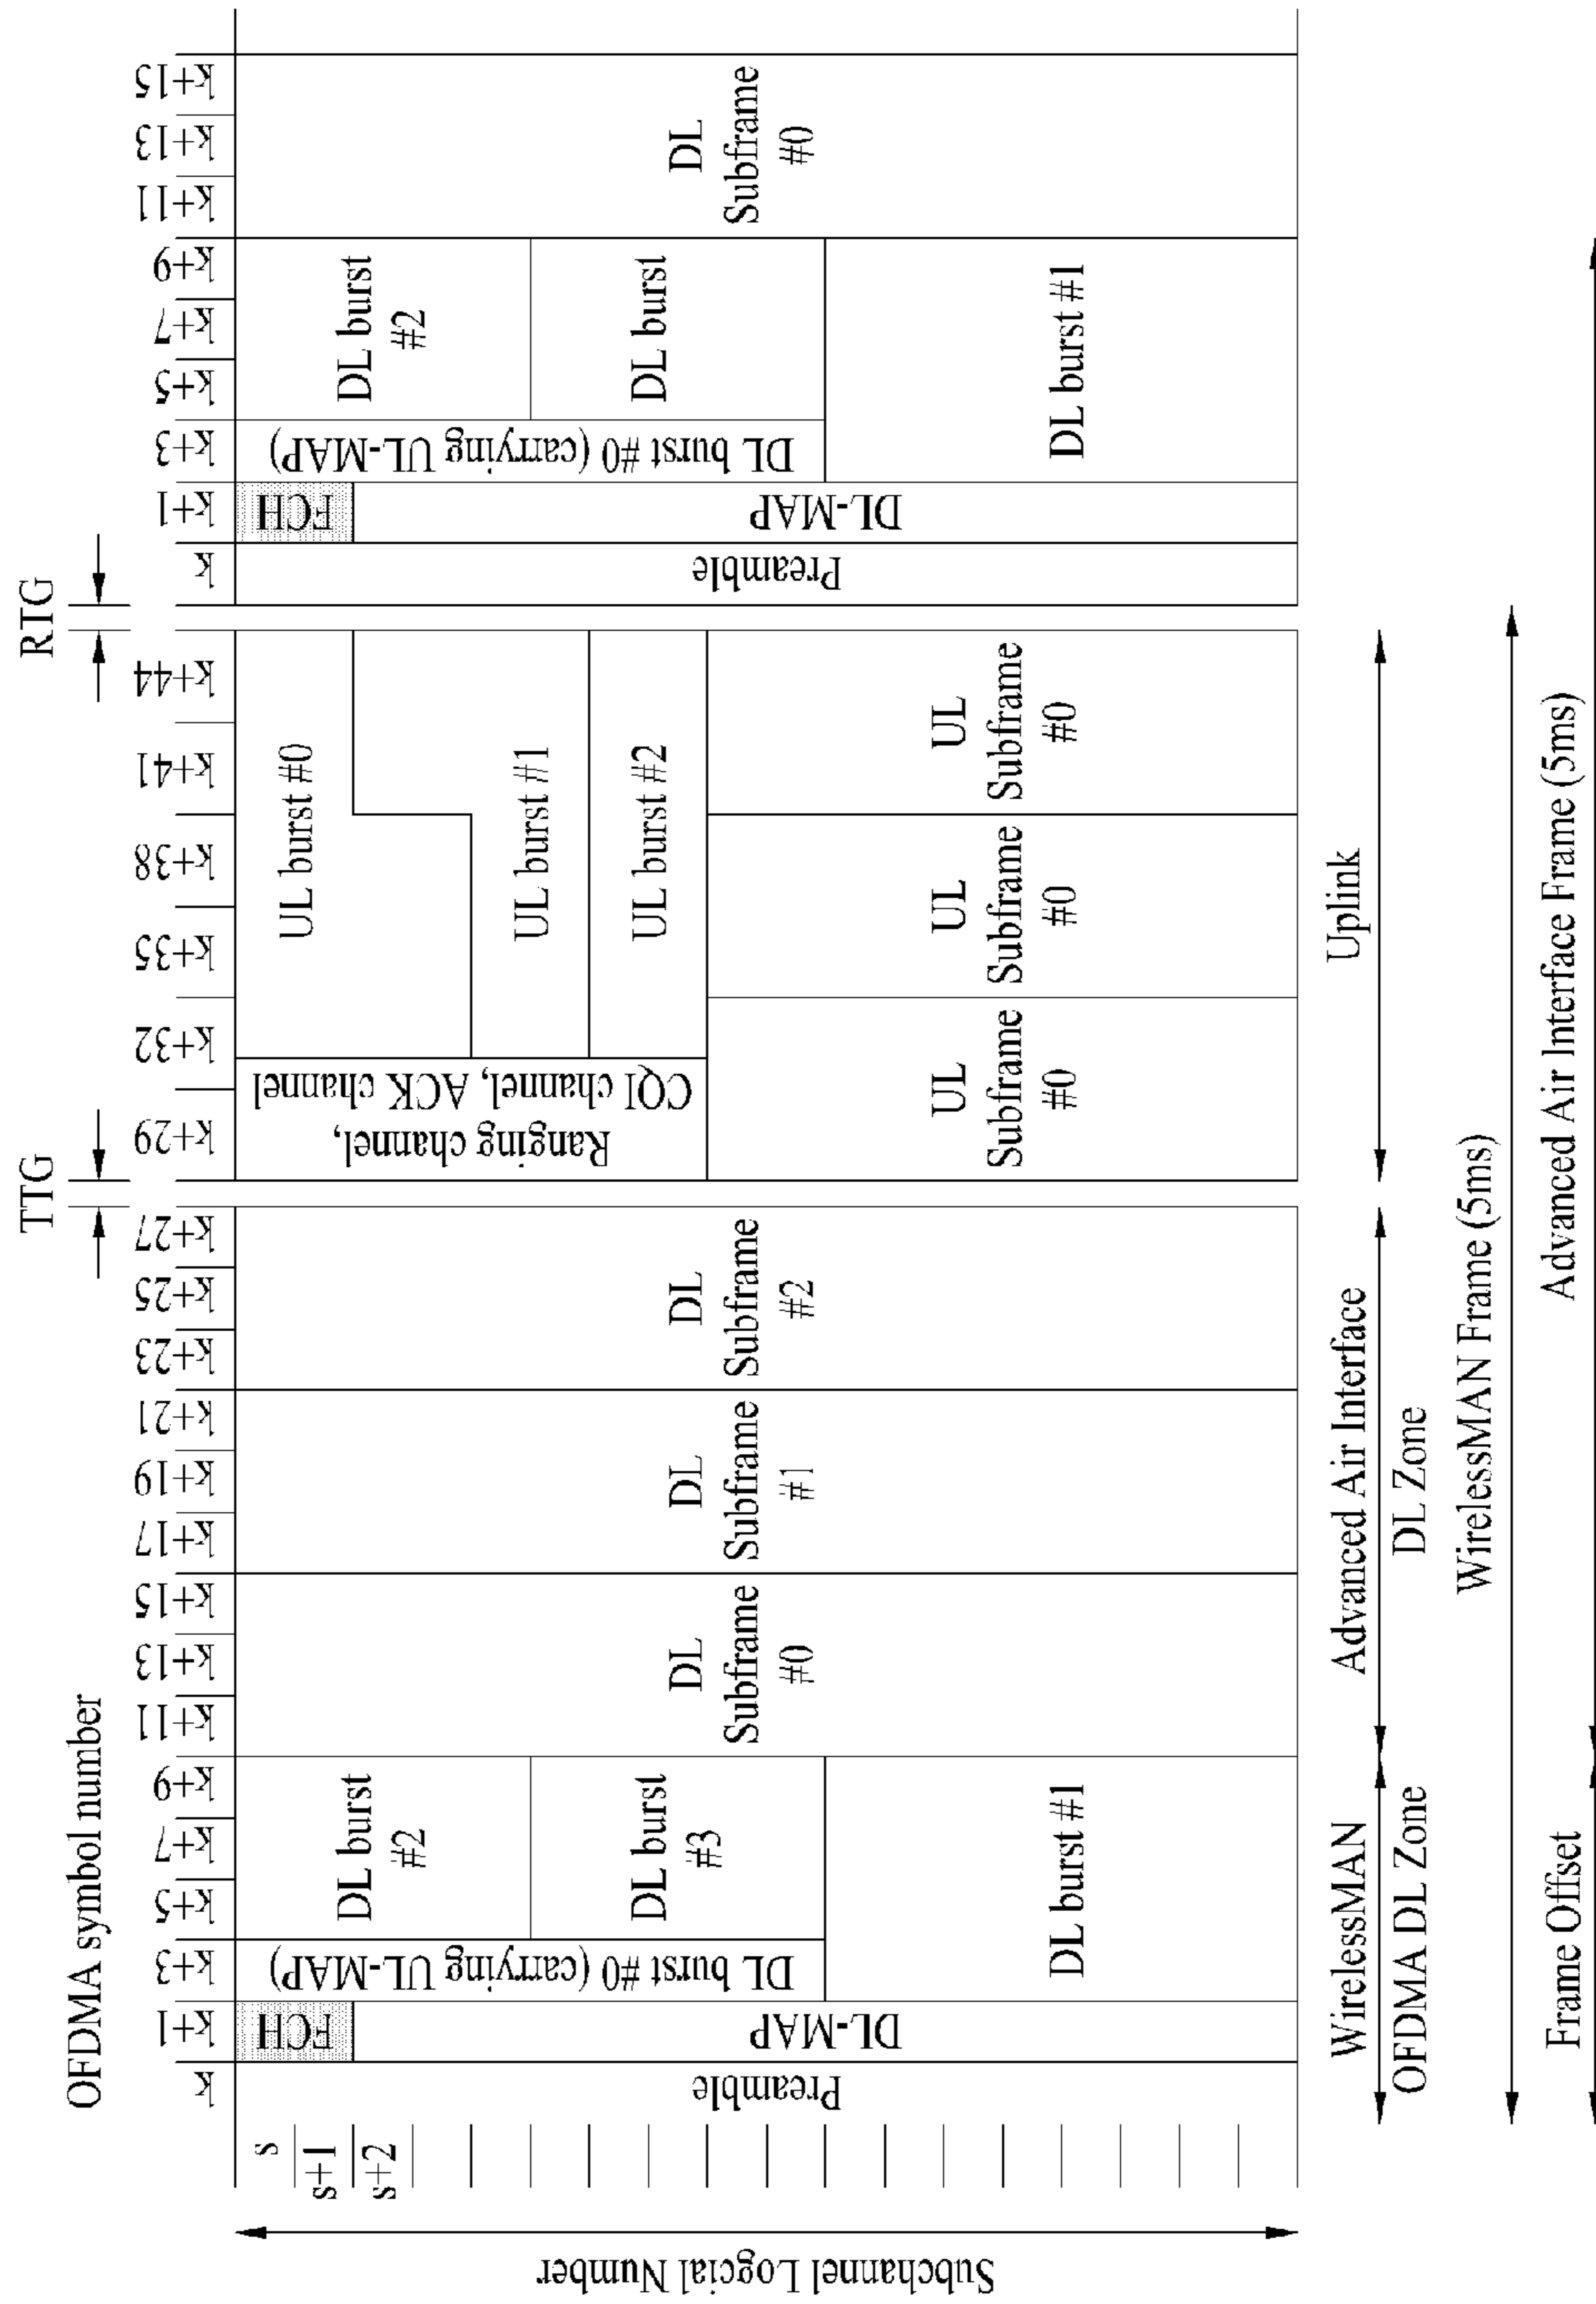 OFDMA symbol number
TTG
RTG
k
k+1
k+3
k+5
k+7
k+9
k+11
k+13
k+15
k+17
k+19
k+21
k+23
k+25
k+27
k+29
k+32
k+35
k+38
k+41
k+44
k
k+1
k+3
k+5
k+7
k+9
k+11
k+13
k+15
Subchannel Logcial Number
s
s+1
s+2
Preamble
FCH
DL-MAP
DL burst #0 (carrying UL-MAP)
DL burst
#2
DL burst
#3
DL burst #1
DL
Subframe
#0
DL
Subframe
#1
DL
Subframe
#2
Ranging channel,
CQI channel, ACK channel
UL burst #0
UL burst #1
UL burst #2
UL
Subframe
#0
UL
Subframe
#0
UL
Subframe
#0
Preamble
FCH
DL-MAP
DL burst #0 (carrying UL-MAP)
DL burst
#2
DL burst
DL burst #1
DL
Subframe
#0
WirelessMAN
OFDMA DL Zone
Advanced Air Interface
DL Zone
Uplink
WirelessMAN Frame (5ms)
Frame Offset
Advanced Air Interface Frame (5ms)